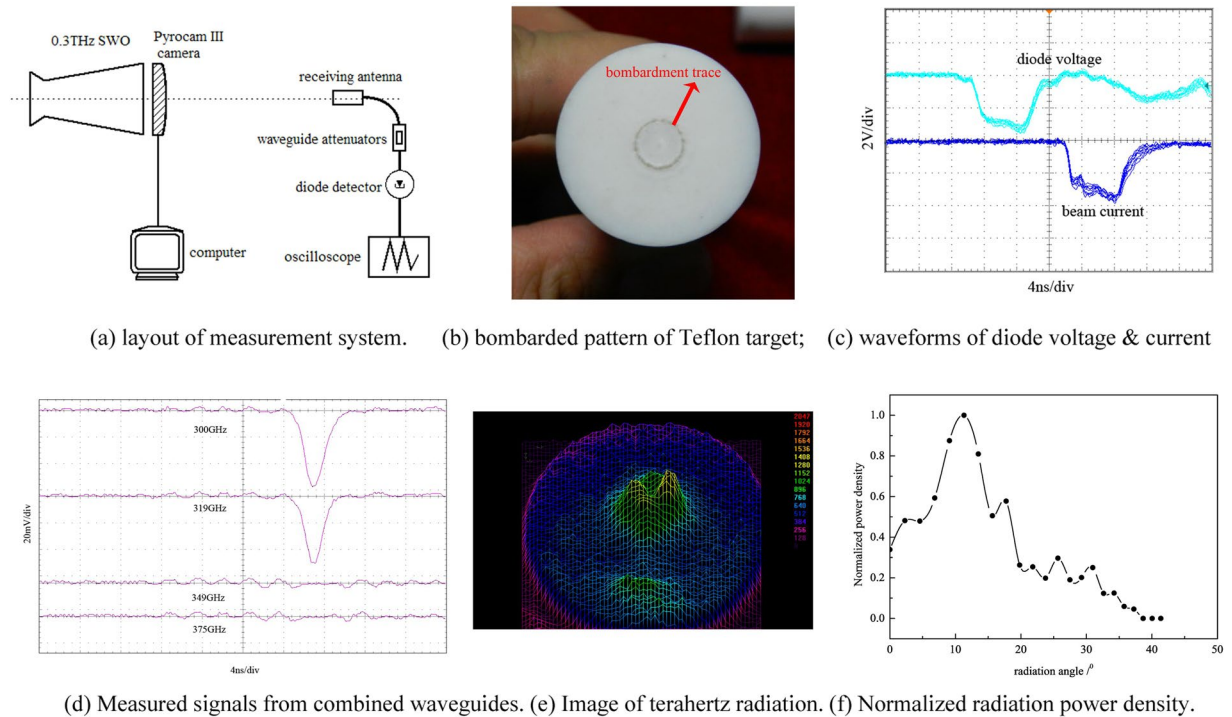 0.3THz SWO
Pyrocam III
camera
receiving antenna
waveguide attenuators
diode detector
computer
oscilloscope
bombardment trace
diode voltage
2V/div
beam current
4ns/div
(a) layout of measurement system. (b) bombarded pattern of Teflon target; (c) waveforms of diode voltage & current
300GHz
319GHz
20mV/div
349GHz
375GHz
4ns/div
2047
1920
1792
1664
1536
1408
1280
1152
1024
896
768
640
512
384
256
128
1.0
0.8
0.6
0.4
0.2
0.0
Normalized power density
0 10 20 30 40 50
radiation angle /⁰
(d) Measured signals from combined waveguides. (e) Image of terahertz radiation. (f) Normalized radiation power density.